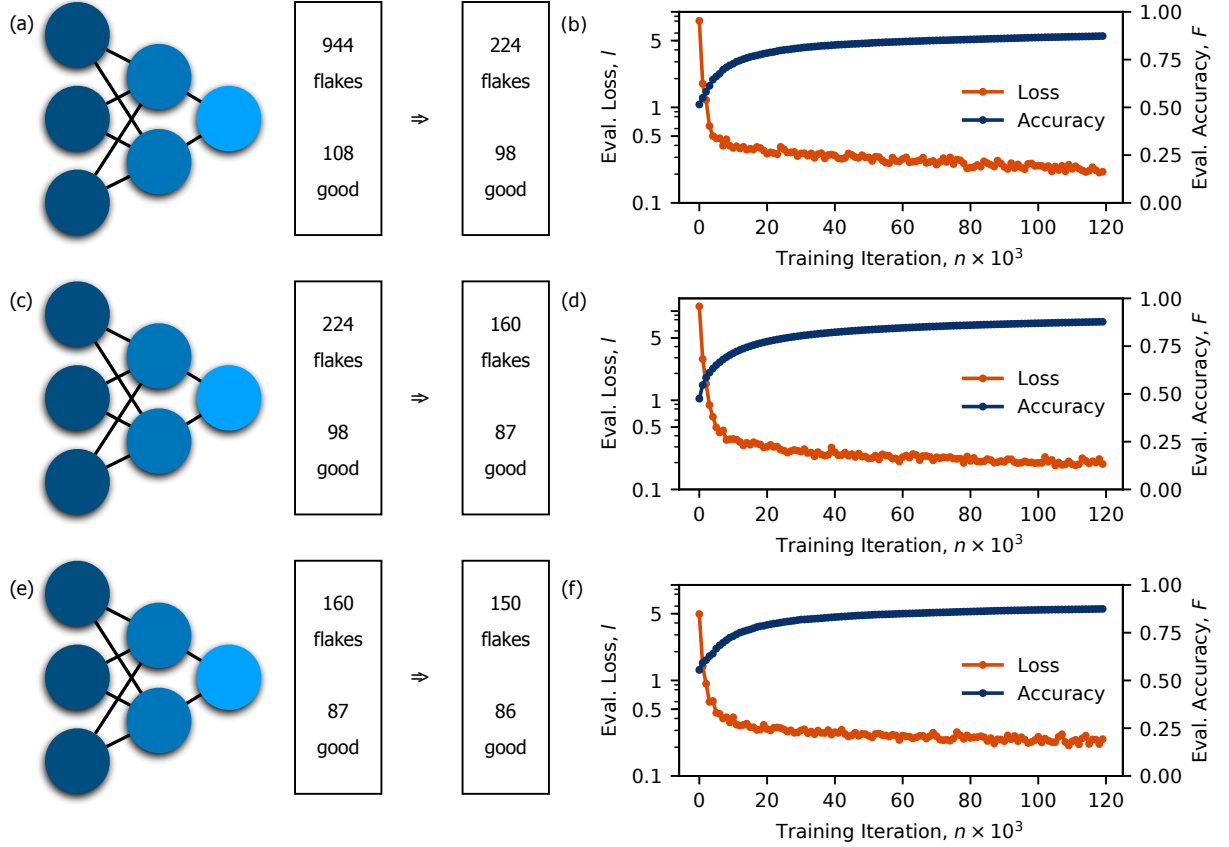 (a)
944
flakes
108
good
⇒
224
flakes
98
good
(b)
Eval. Loss, l
5
1
0.5
0.1
Loss
Accuracy
1.00
0.75
0.50
0.25
0.00
Eval. Accuracy, F
0 20 40 60 80 100 120
Training Iteration, n × 10³
(c)
224
flakes
98
good
⇒
160
flakes
87
good
(d)
Eval. Loss, l
5
1
0.5
0.1
Loss
Accuracy
1.00
0.75
0.50
0.25
0.00
Eval. Accuracy, F
0 20 40 60 80 100 120
Training Iteration, n × 10³
(e)
160
flakes
87
good
⇒
150
flakes
86
good
(f)
Eval. Loss, l
5
1
0.5
0.1
Loss
Accuracy
1.00
0.75
0.50
0.25
0.00
Eval. Accuracy, F
0 20 40 60 80 100 120
Training Iteration, n × 10³